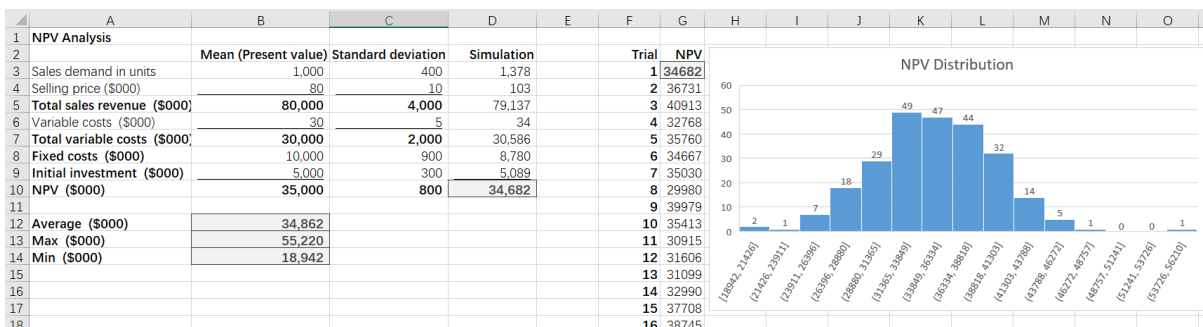 A B C D E F G H I J K L M N O
1 NPV Analysis
2 Mean (Present value) Standard deviation Simulation Trial NPV
3 Sales demand in units 1,000 400 1,378 1 34682
4 Selling price ($000) 80 10 103 2 36731
5 Total sales revenue ($000) 80,000 4,000 79,137 3 40913
6 Variable costs ($000) 30 5 34 4 32768
7 Total variable costs ($000) 30,000 2,000 30,586 5 35760
8 Fixed costs ($000) 10,000 900 8,780 6 34667
9 Initial investment ($000) 5,000 300 5,089 7 35030
10 NPV ($000) 35,000 800 34,682 8 29980
11 9 39979
12 Average ($000) 34,862 10 35413
13 Max ($000) 55,220 11 30915
14 Min ($000) 18,942 12 31606
15 13 31099
16 14 32990
17 15 37708
18 16 38745
NPV Distribution
60
50
40
30
20
10
0
2 1 7 18 29 49 47 44 32 14 5 1 0 0 1
[18942, 21426]
(21426, 23911]
(23911, 26396]
(26396, 28880]
(28880, 31365]
(31365, 33849]
(33849, 36334]
(36334, 38818]
(38818, 41303]
(41303, 43788]
(43788, 46272]
(46272, 48757]
(48757, 51241]
(51241, 53726]
(53726, 56210]